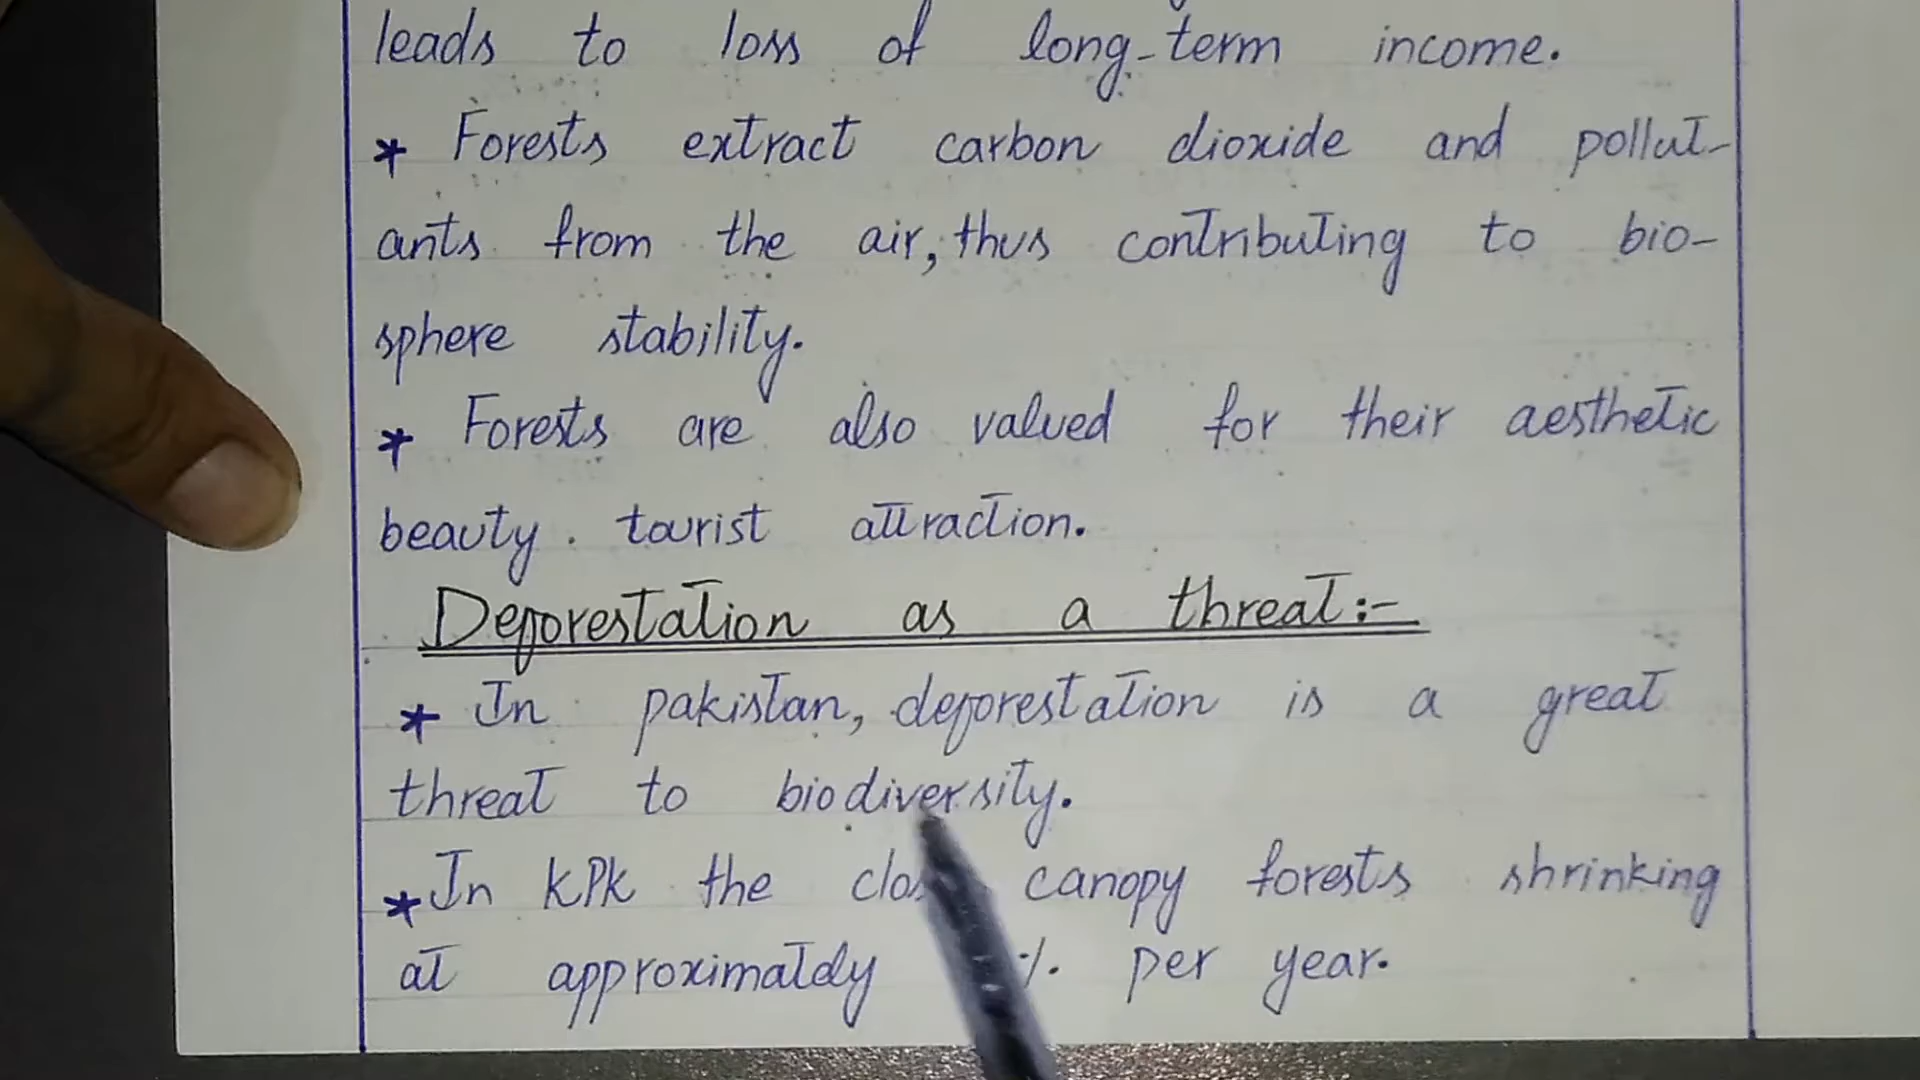 leads to loss of long-term income.
* Forests extract carbon dioxide and pollut-
ants from the air, thus contributing to bio-
sphere stability.
* Forests are also valued for their aesthetic
beauty. tourist attraction.
Deforestation as a threat:-
* In pakistan, deforestation is a great
threat to biodiversity.
* In KPK the canopy forests shrinking
at approximately % per year.